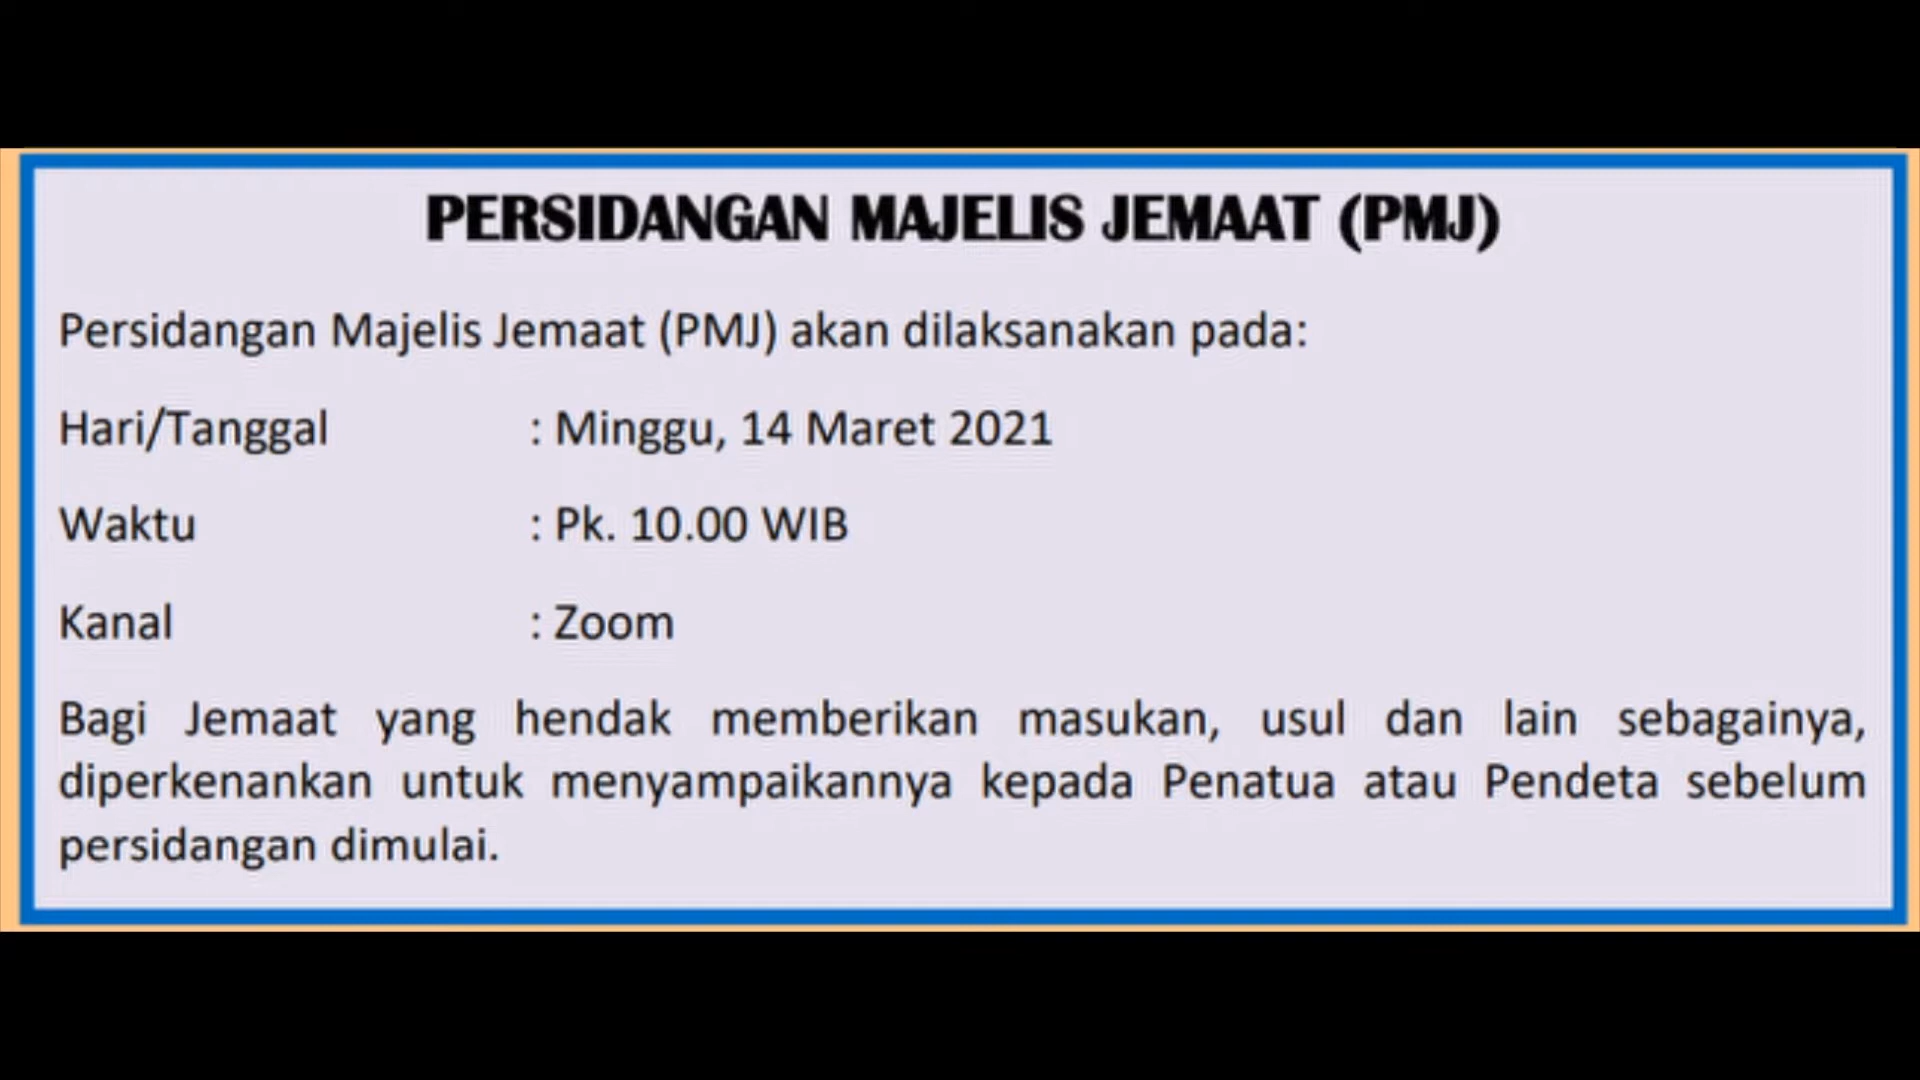 PERSIDANGAN MAJELIS JEMAAT (PMJ)
Persidangan Majelis Jemaat (PMJ) akan dilaksanakan pada:
Hari/Tanggal : Minggu, 14 Maret 2021
Waktu : Pk. 10.00 WIB
Kanal : Zoom
Bagi Jemaat yang hendak memberikan masukan, usul dan lain sebagainya,
diperkenankan untuk menyampaikannya kepada Penatua atau Pendeta sebelum
persidangan dimulai.